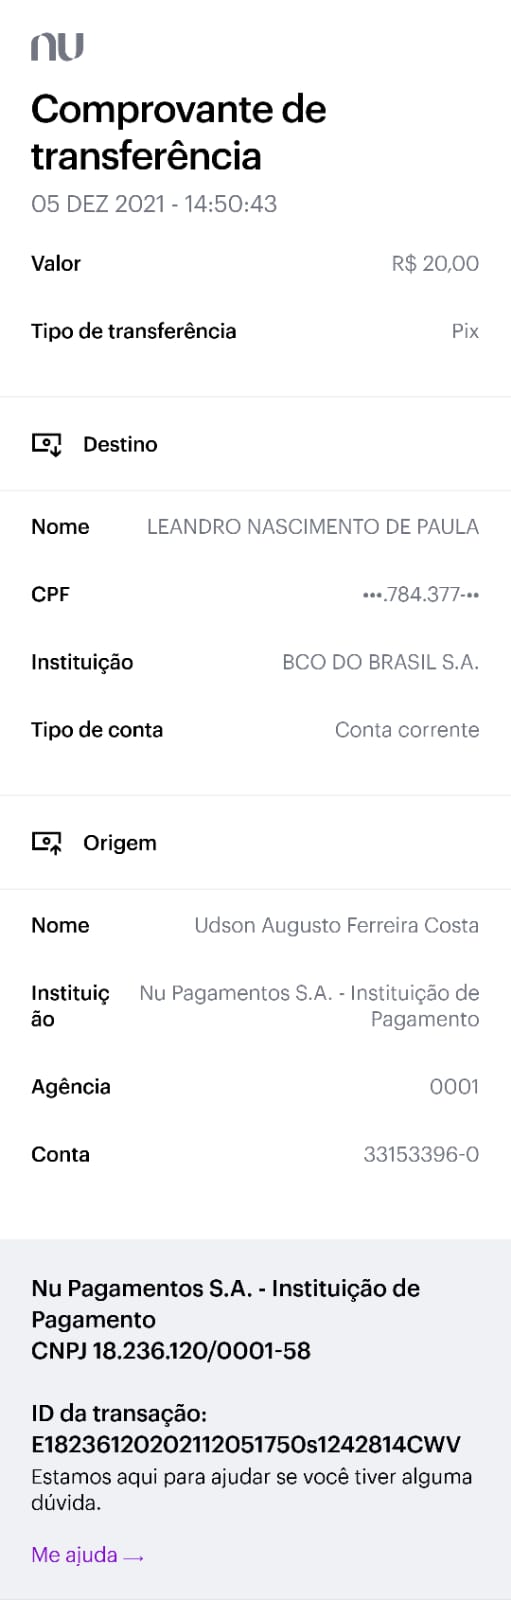 nu
Comprovante de
transferência
05 DEZ 2021 - 14:50:43
Valor R$ 20,00
Tipo de transferência Pix
Destino
Nome LEANDRO NASCIMENTO DE PAULA
CPF •••.784.377-••
Instituição BCO DO BRASIL S.A.
Tipo de conta Conta corrente
Origem
Nome Udson Augusto Ferreira Costa
Instituiç Nu Pagamentos S.A. - Instituição de
ão Pagamento
Agência 0001
Conta 33153396-0
Nu Pagamentos S.A. - Instituição de
Pagamento
CNPJ 18.236.120/0001-58
ID da transação:
E18236120202112051750s1242814CWV
Estamos aqui para ajudar se você tiver alguma
dúvida.
Me ajuda →